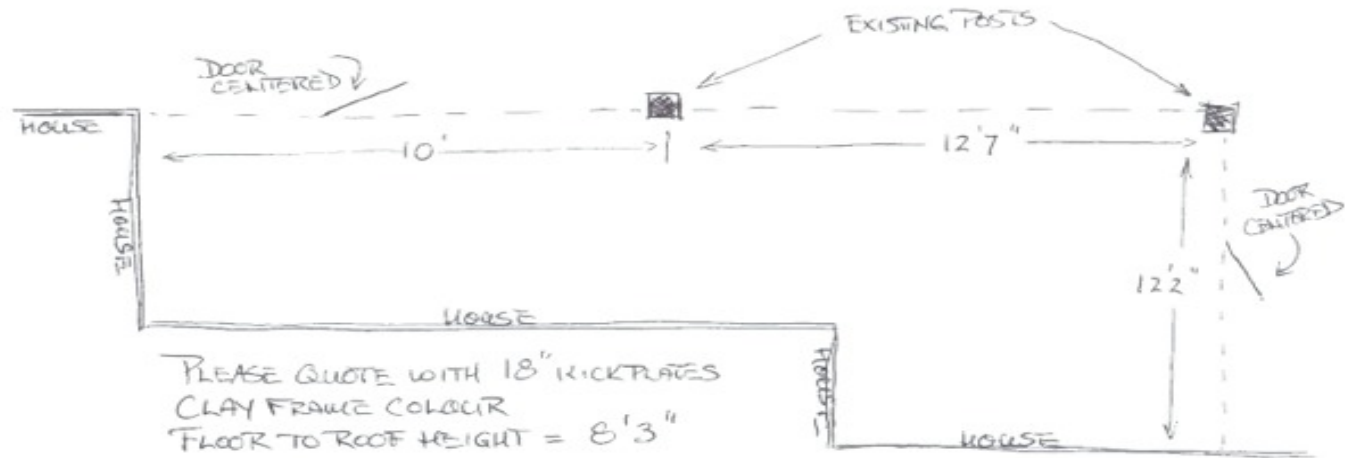 EXISTING POSTS
DOOR
CENTERED
HOUSE
10'
12'7"
HOUSE
DOOR
CENTERED
12'2"
HOUSE
HOUSE
PLEASE QUOTE WITH 18" KICKPLATES
CLAY FRAME COLOUR
FLOOR TO ROOF HEIGHT = 8'3"
HOUSE